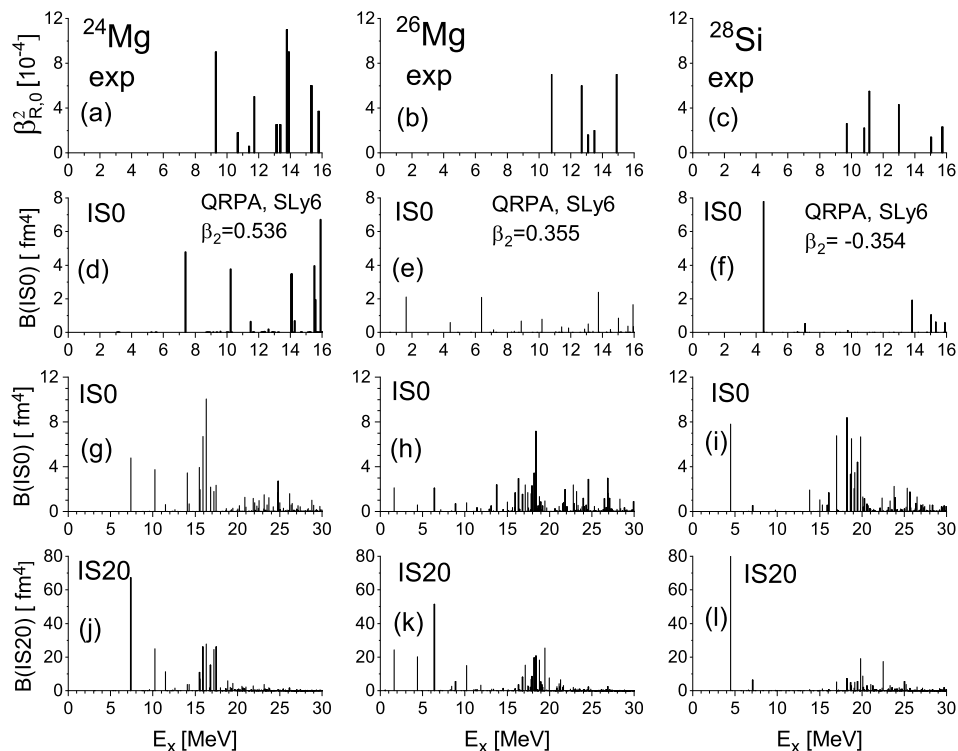 β²R,0 [10⁻⁴]
12
8
4
0
²⁴Mg
exp
(a)
0 2 4 6 8 10 12 14 16
12
8
4
0
²⁶Mg
exp
(b)
0 2 4 6 8 10 12 14 16
12
8
4
0
²⁸Si
exp
(c)
0 2 4 6 8 10 12 14 16
B(IS0) [ fm⁴]
8
6
4
2
0
IS0
QRPA, SLy6
β₂=0.536
(d)
0 2 4 6 8 10 12 14 16
8
6
4
2
0
IS0
QRPA, SLy6
β₂=0.355
(e)
0 2 4 6 8 10 12 14 16
8
6
4
2
0
IS0
QRPA, SLy6
β₂= -0.354
(f)
0 2 4 6 8 10 12 14 16
B(IS0) [ fm⁴]
12
8
4
0
IS0
(g)
0 5 10 15 20 25 30
12
8
4
0
IS0
(h)
0 5 10 15 20 25 30
12
8
4
0
IS0
(i)
0 5 10 15 20 25 30
B(IS20) [ fm⁴]
80
60
40
20
0
IS20
(j)
0 5 10 15 20 25 30
Eₓ [MeV]
80
60
40
20
0
IS20
(k)
0 5 10 15 20 25 30
Eₓ [MeV]
80
60
40
20
0
IS20
(l)
0 5 10 15 20 25 30
Eₓ [MeV]